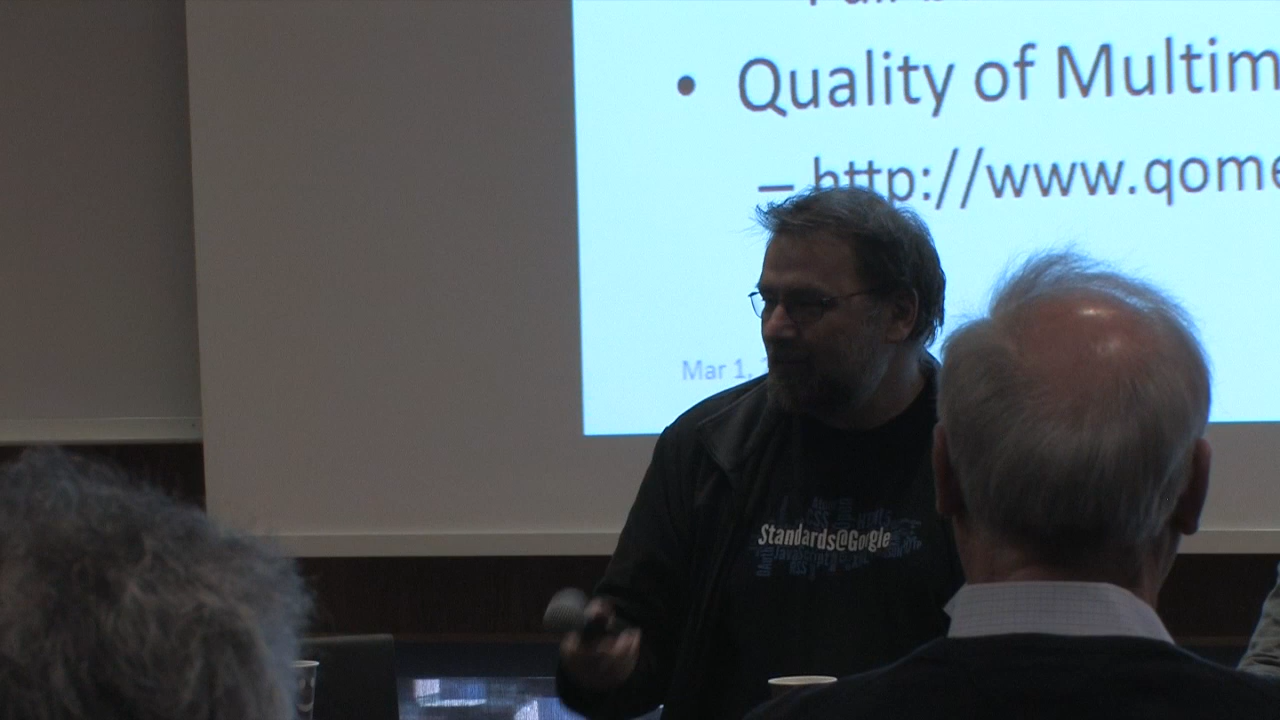 • Quality of Multim
– http://www.qome
Mar 1,
Standards@Google